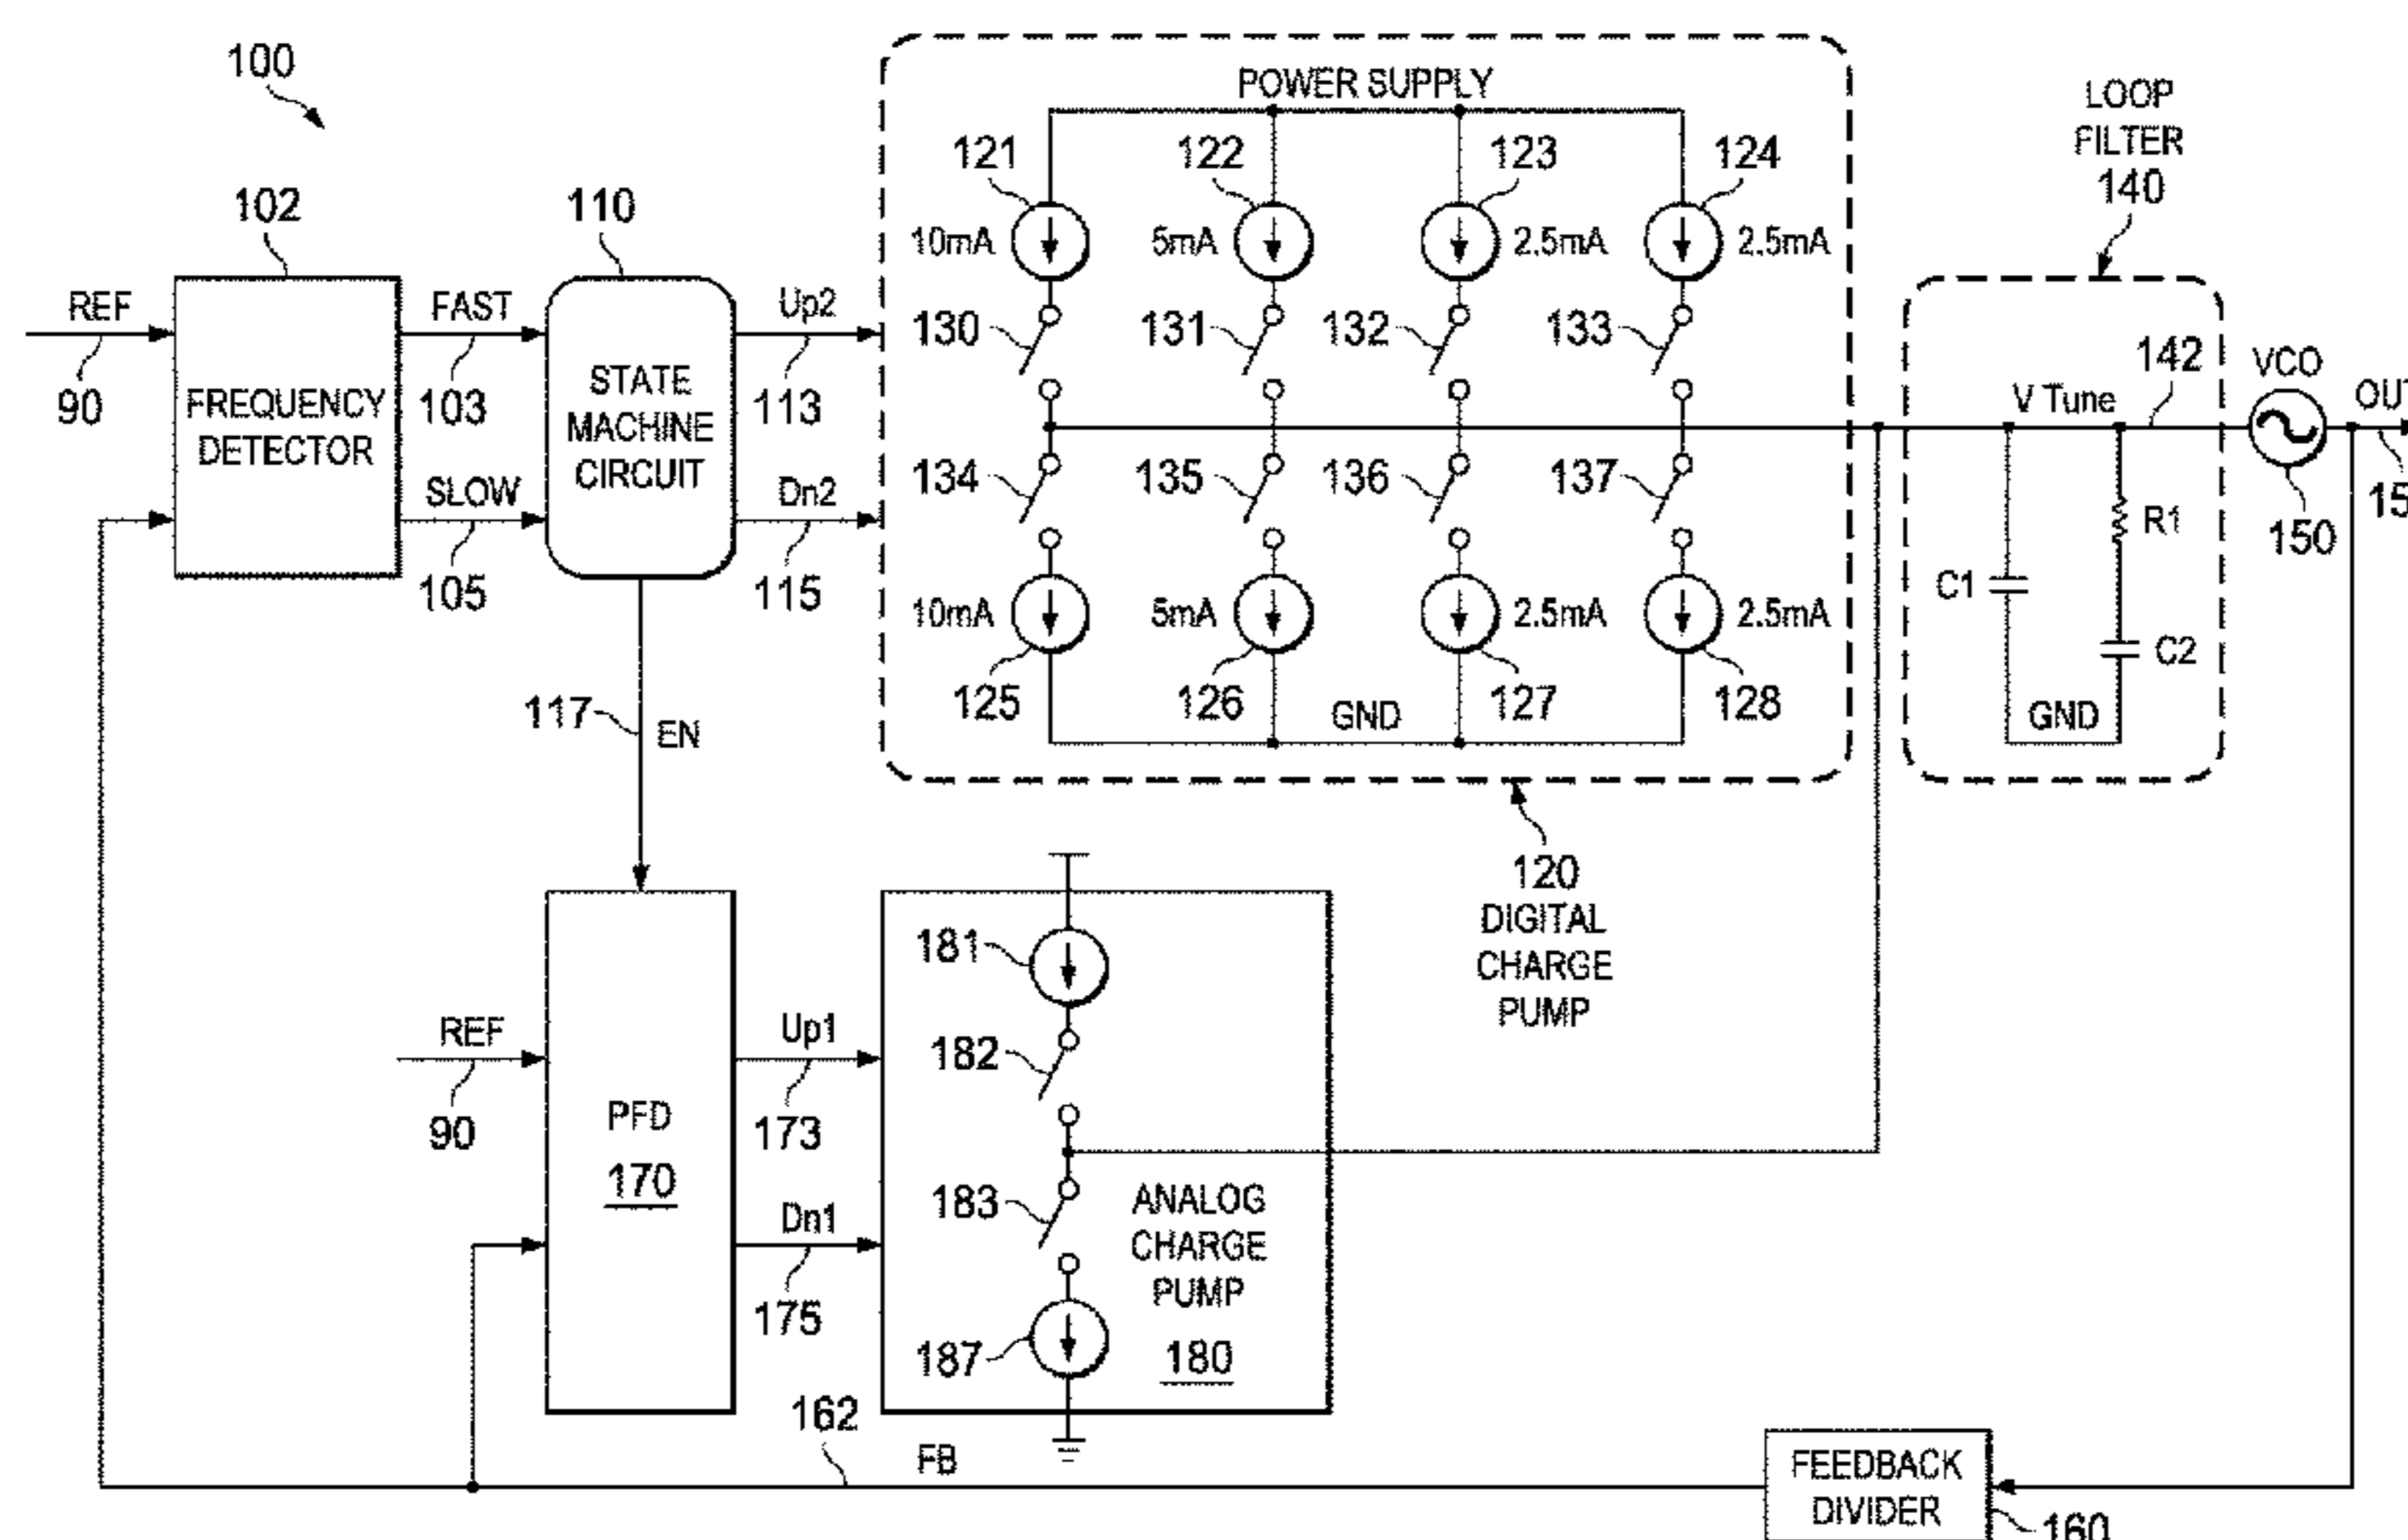 100
POWER SUPPLY
LOOP
FILTER
140
121
122
123
124
102
110
10mA
5mA
2.5mA
2.5mA
REF
90
FREQUENCY
DETECTOR
FAST
103
SLOW
105
STATE
MACHINE
CIRCUIT
Up2
113
Dn2
115
130
131
132
133
134
135
136
137
10mA
5mA
2.5mA
2.5mA
125
126
127
128
GND
V Tune
142
VCO
150
OUT
C1
R1
C2
GND
117
EN
120
DIGITAL
CHARGE
PUMP
REF
90
PFD
170
Up1
173
Dn1
175
181
182
183
187
ANALOG
CHARGE
PUMP
180
162
FB
FEEDBACK
DIVIDER
160